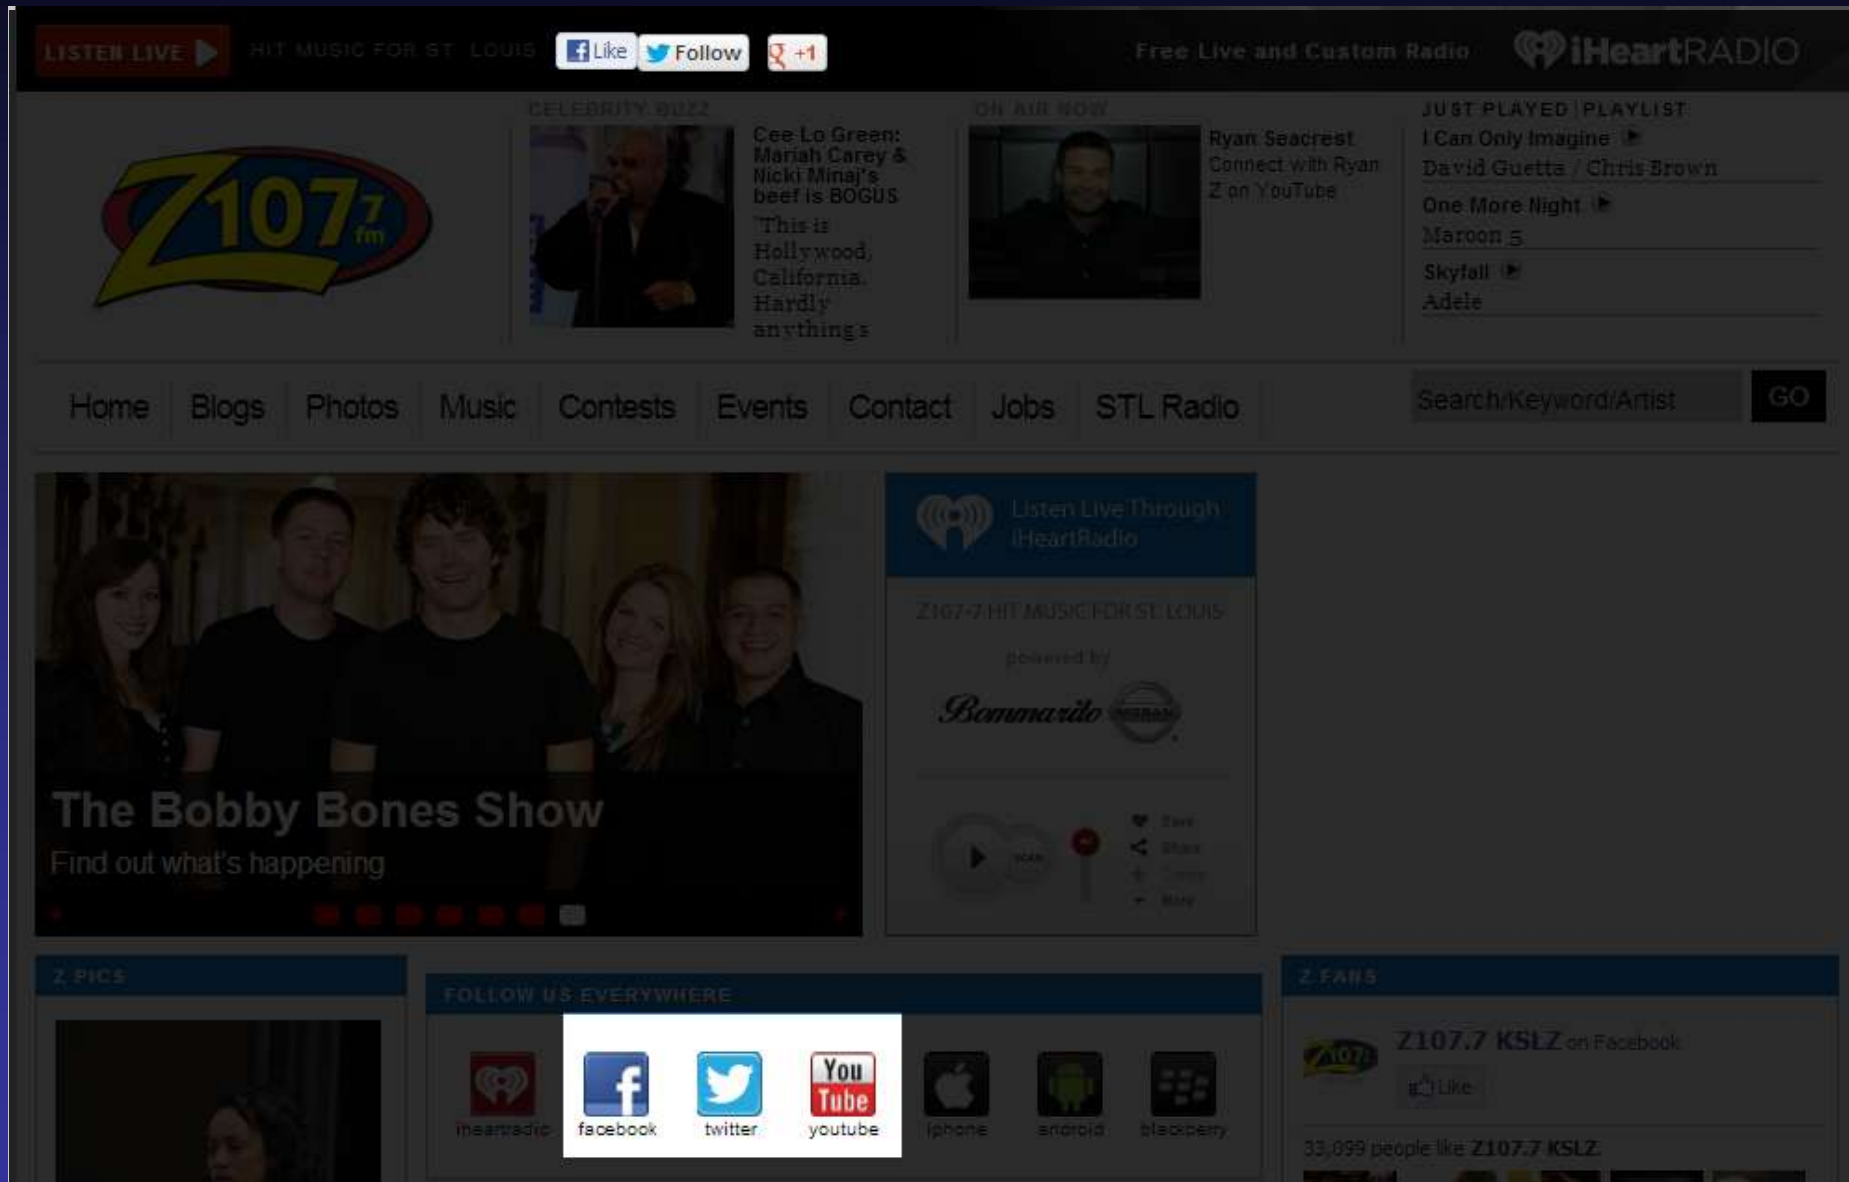 LISTEN LIVE
HIT MUSIC FOR ST. LOUIS
Like
Follow
+1
Free Live and Custom Radio
iHeartRADIO
Z107.7 fm
CELEBRITY BUZZ
Cee Lo Green:
Mariah Carey &
Nicki Minaj's
beef is BOGUS
"This is
Hollywood,
California.
Hardly
anything's
ON AIR NOW
Ryan Seacrest
Connect with Ryan
Z on YouTube
JUST PLAYED | PLAYLIST
I Can Only Imagine
David Guetta / Chris Brown
One More Night
Maroon 5
Skyfall
Adele
Home Blogs Photos Music Contests Events Contact Jobs STL Radio
Search/Keyword/Artist GO
The Bobby Bones Show
Find out what's happening
Listen Live Through
iHeartRadio
Z107-7 HIT MUSIC FOR ST. LOUIS
powered by
Bommarito NISSAN
SCAN
Save
Share
More
Z PICS
FOLLOW US EVERYWHERE
iheartradio facebook twitter You Tube youtube iphone android blackberry
Z FANS
Z107.7 KSLZ on Facebook
Like
33,099 people like Z107.7 KSLZ.